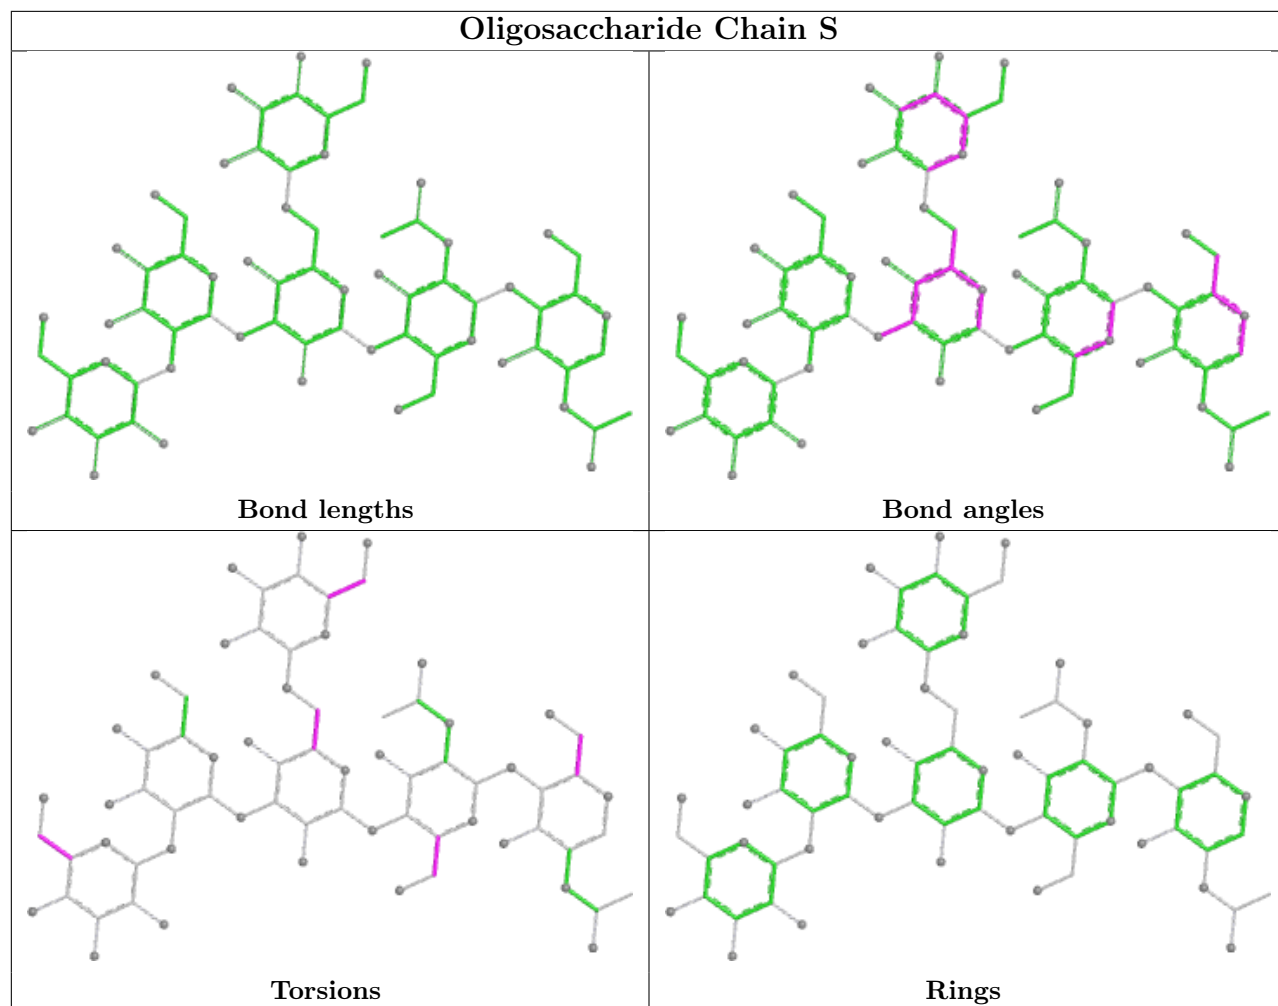 Oligosaccharide Chain S
Bond lengths
Bond angles
Torsions
Rings